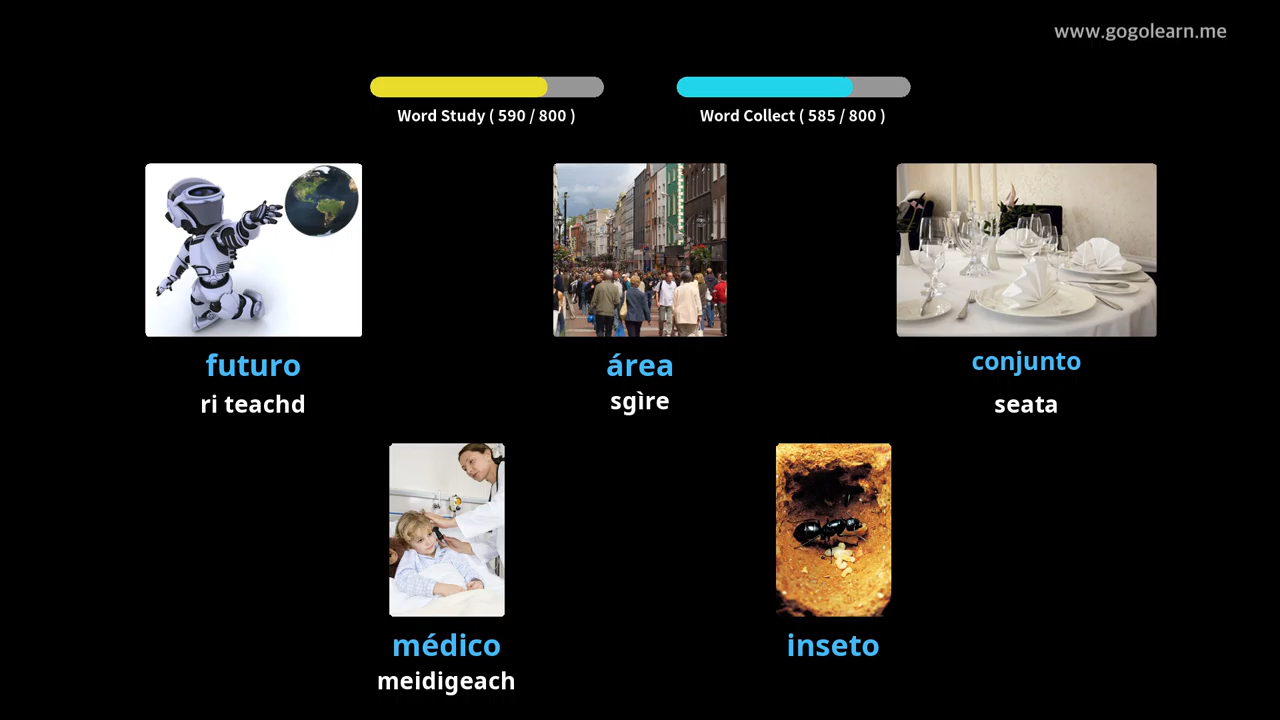 www.gogolearn.me
Word Study ( 590 / 800 )
Word Collect ( 585 / 800 )
futuro
ri teachd
área
sgìre
conjunto
seata
médico
meidigeach
inseto